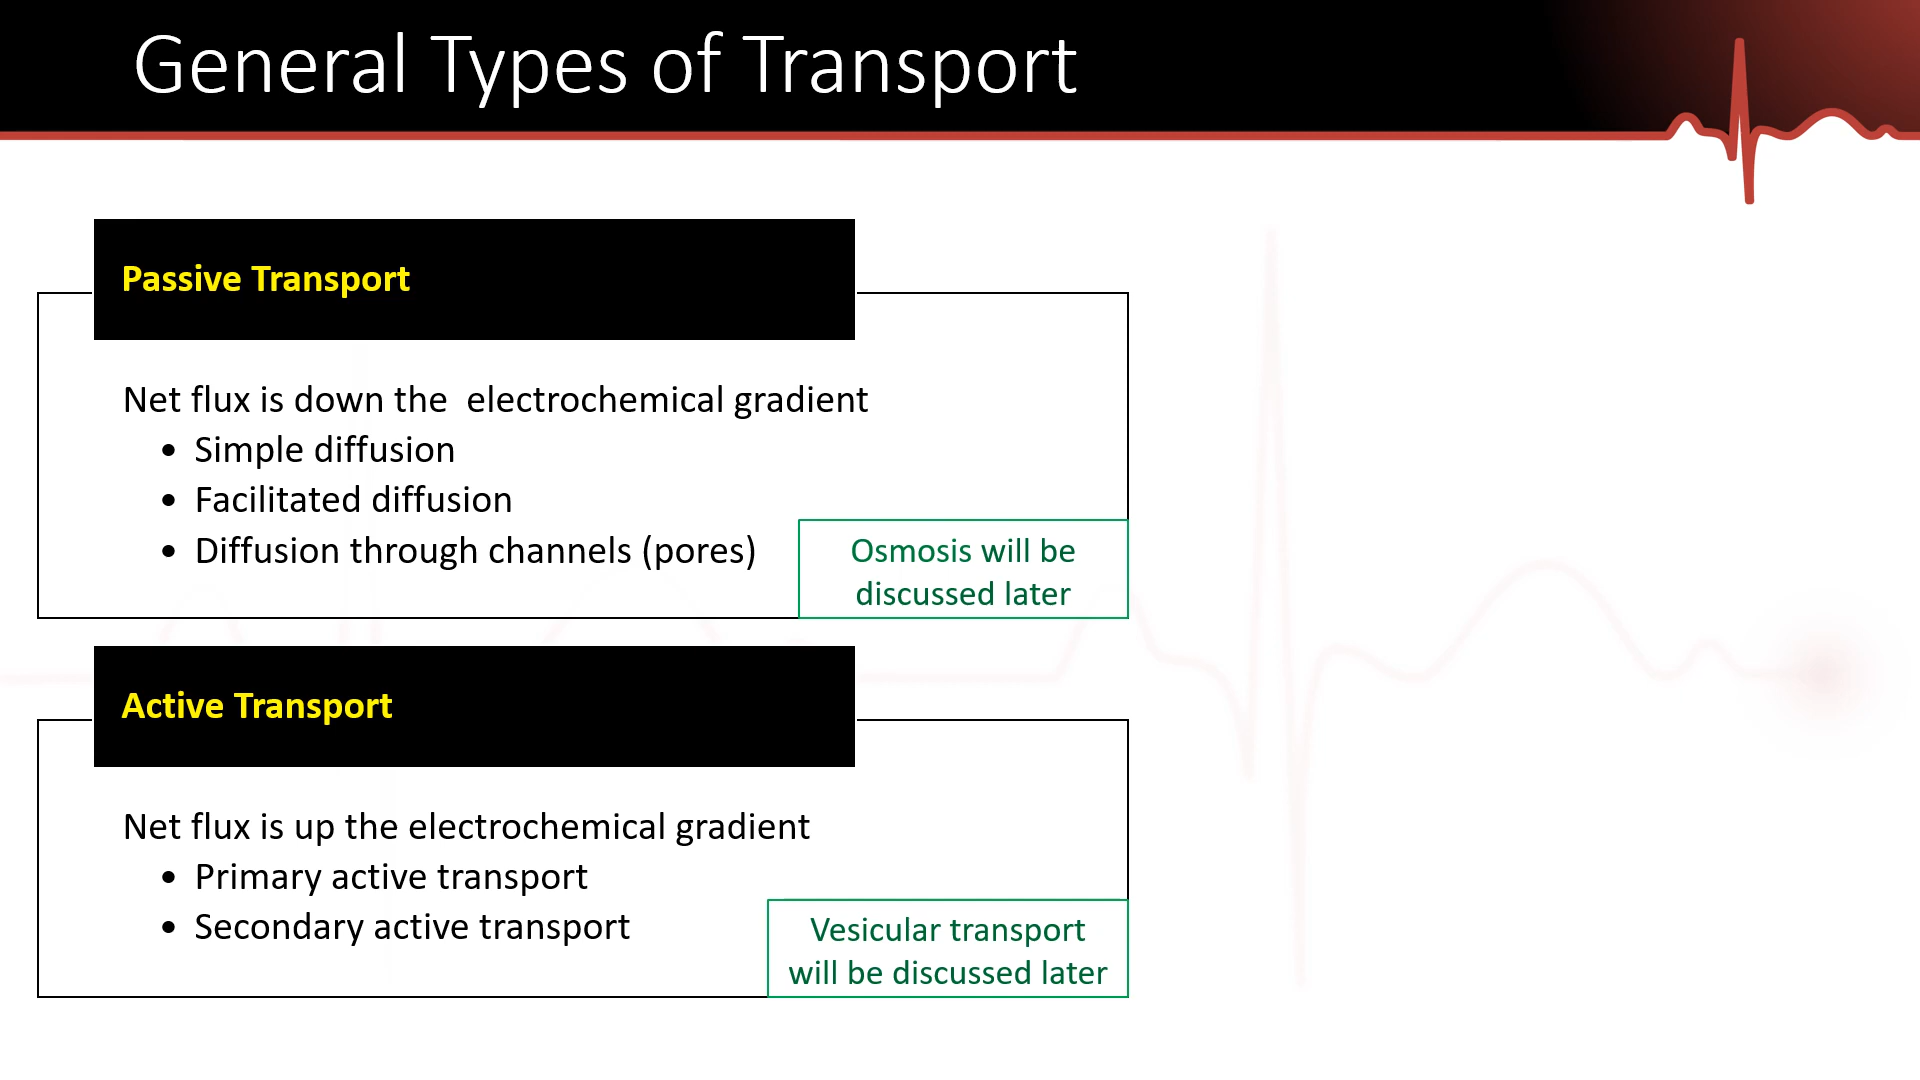 General Types of Transport
Passive Transport
Net flux is down the  electrochemical gradient
• Simple diffusion
• Facilitated diffusion
• Diffusion through channels (pores)
Osmosis will be
discussed later
Active Transport
Net flux is up the electrochemical gradient
• Primary active transport
• Secondary active transport
Vesicular transport
will be discussed later